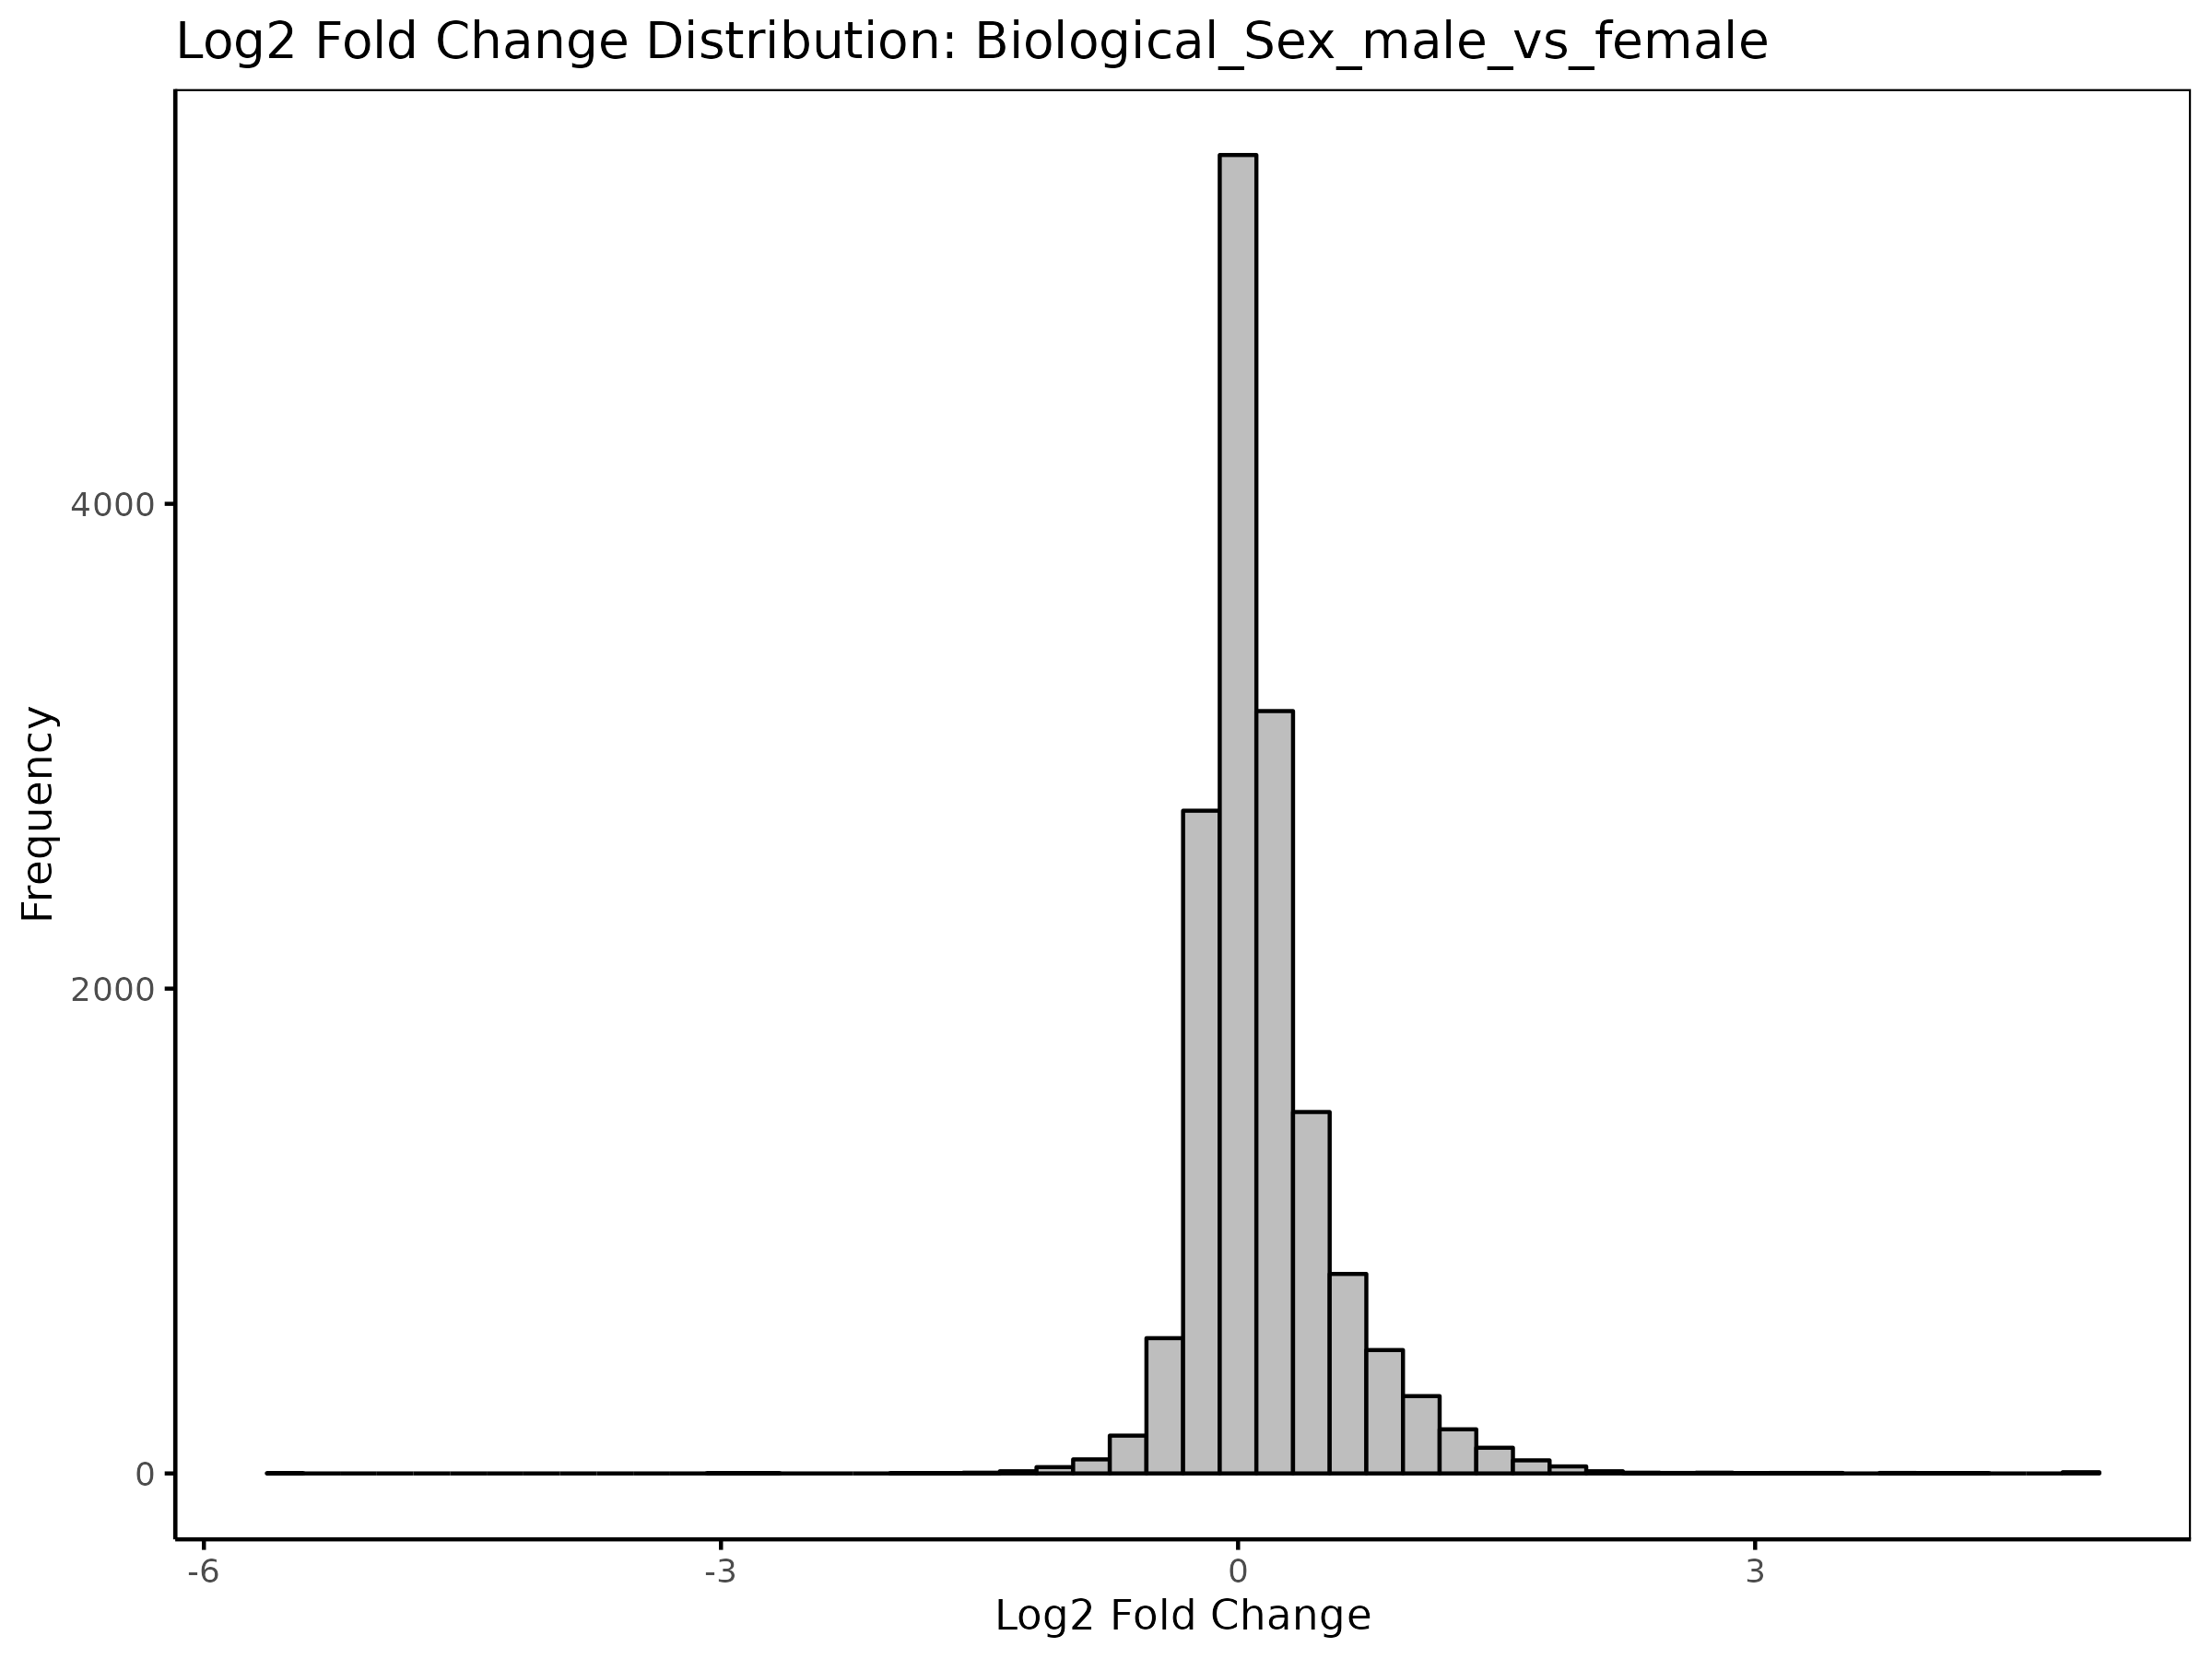 Log2 Fold Change Distribution: Biological_Sex_male_vs_female
Frequency
4000
2000
0
-6
-3
0
3
Log2 Fold Change